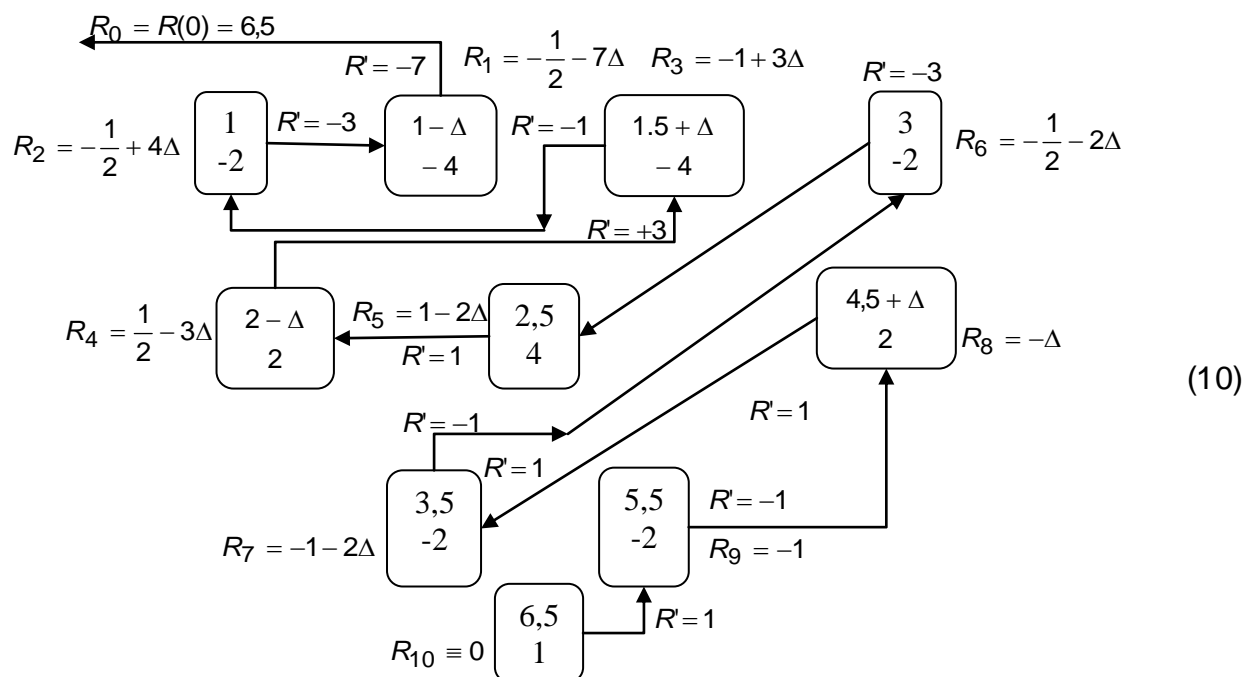 R₀ = R(0) = 6,5
R' = −7
R₁ = −1/2 − 7Δ
R₃ = −1 + 3Δ
R' = −3
R₂ = −1/2 + 4Δ
1
-2
R' = −3
1 − Δ
− 4
R' = −1
1.5 + Δ
− 4
3
-2
R₆ = −1/2 − 2Δ
R' = +3
R₄ = 1/2 − 3Δ
2 − Δ
2
R₅ = 1 − 2Δ
R' = 1
2,5
4
4,5 + Δ
2
R₈ = −Δ
(10)
R' = −1
R' = 1
R' = 1
R₇ = −1 − 2Δ
3,5
-2
5,5
-2
R' = −1
R₉ = −1
R₁₀ ≡ 0
6,5
1
R' = 1